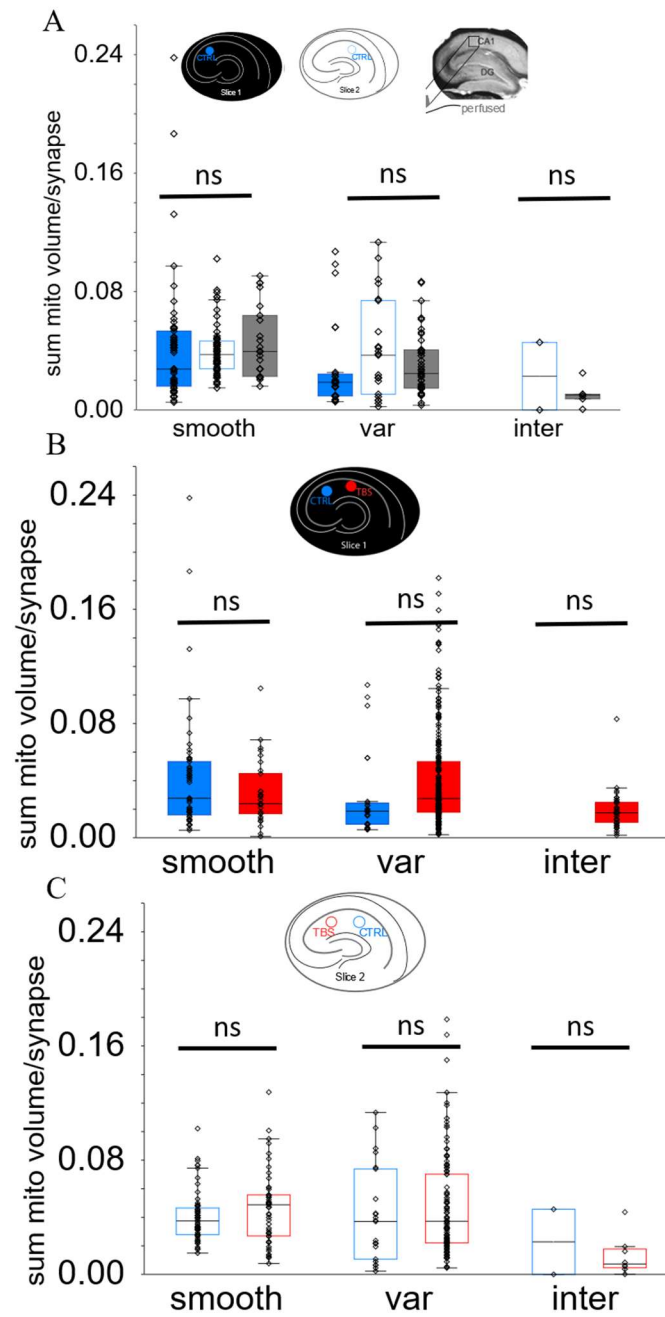 A
0.24
0.16
0.08
0.00
sum mito volume/synapse
CTRL
Slice 1
CTRL
Slice 2
CA1
DG
perfused
ns
ns
ns
smooth
var
inter
B
0.24
0.16
0.08
0.00
sum mito volume/synapse
CTRL
TBS
Slice 1
ns
ns
ns
smooth
var
inter
C
0.24
0.16
0.08
0.00
sum mito volume/synapse
TBS
CTRL
Slice 2
ns
ns
ns
smooth
var
inter